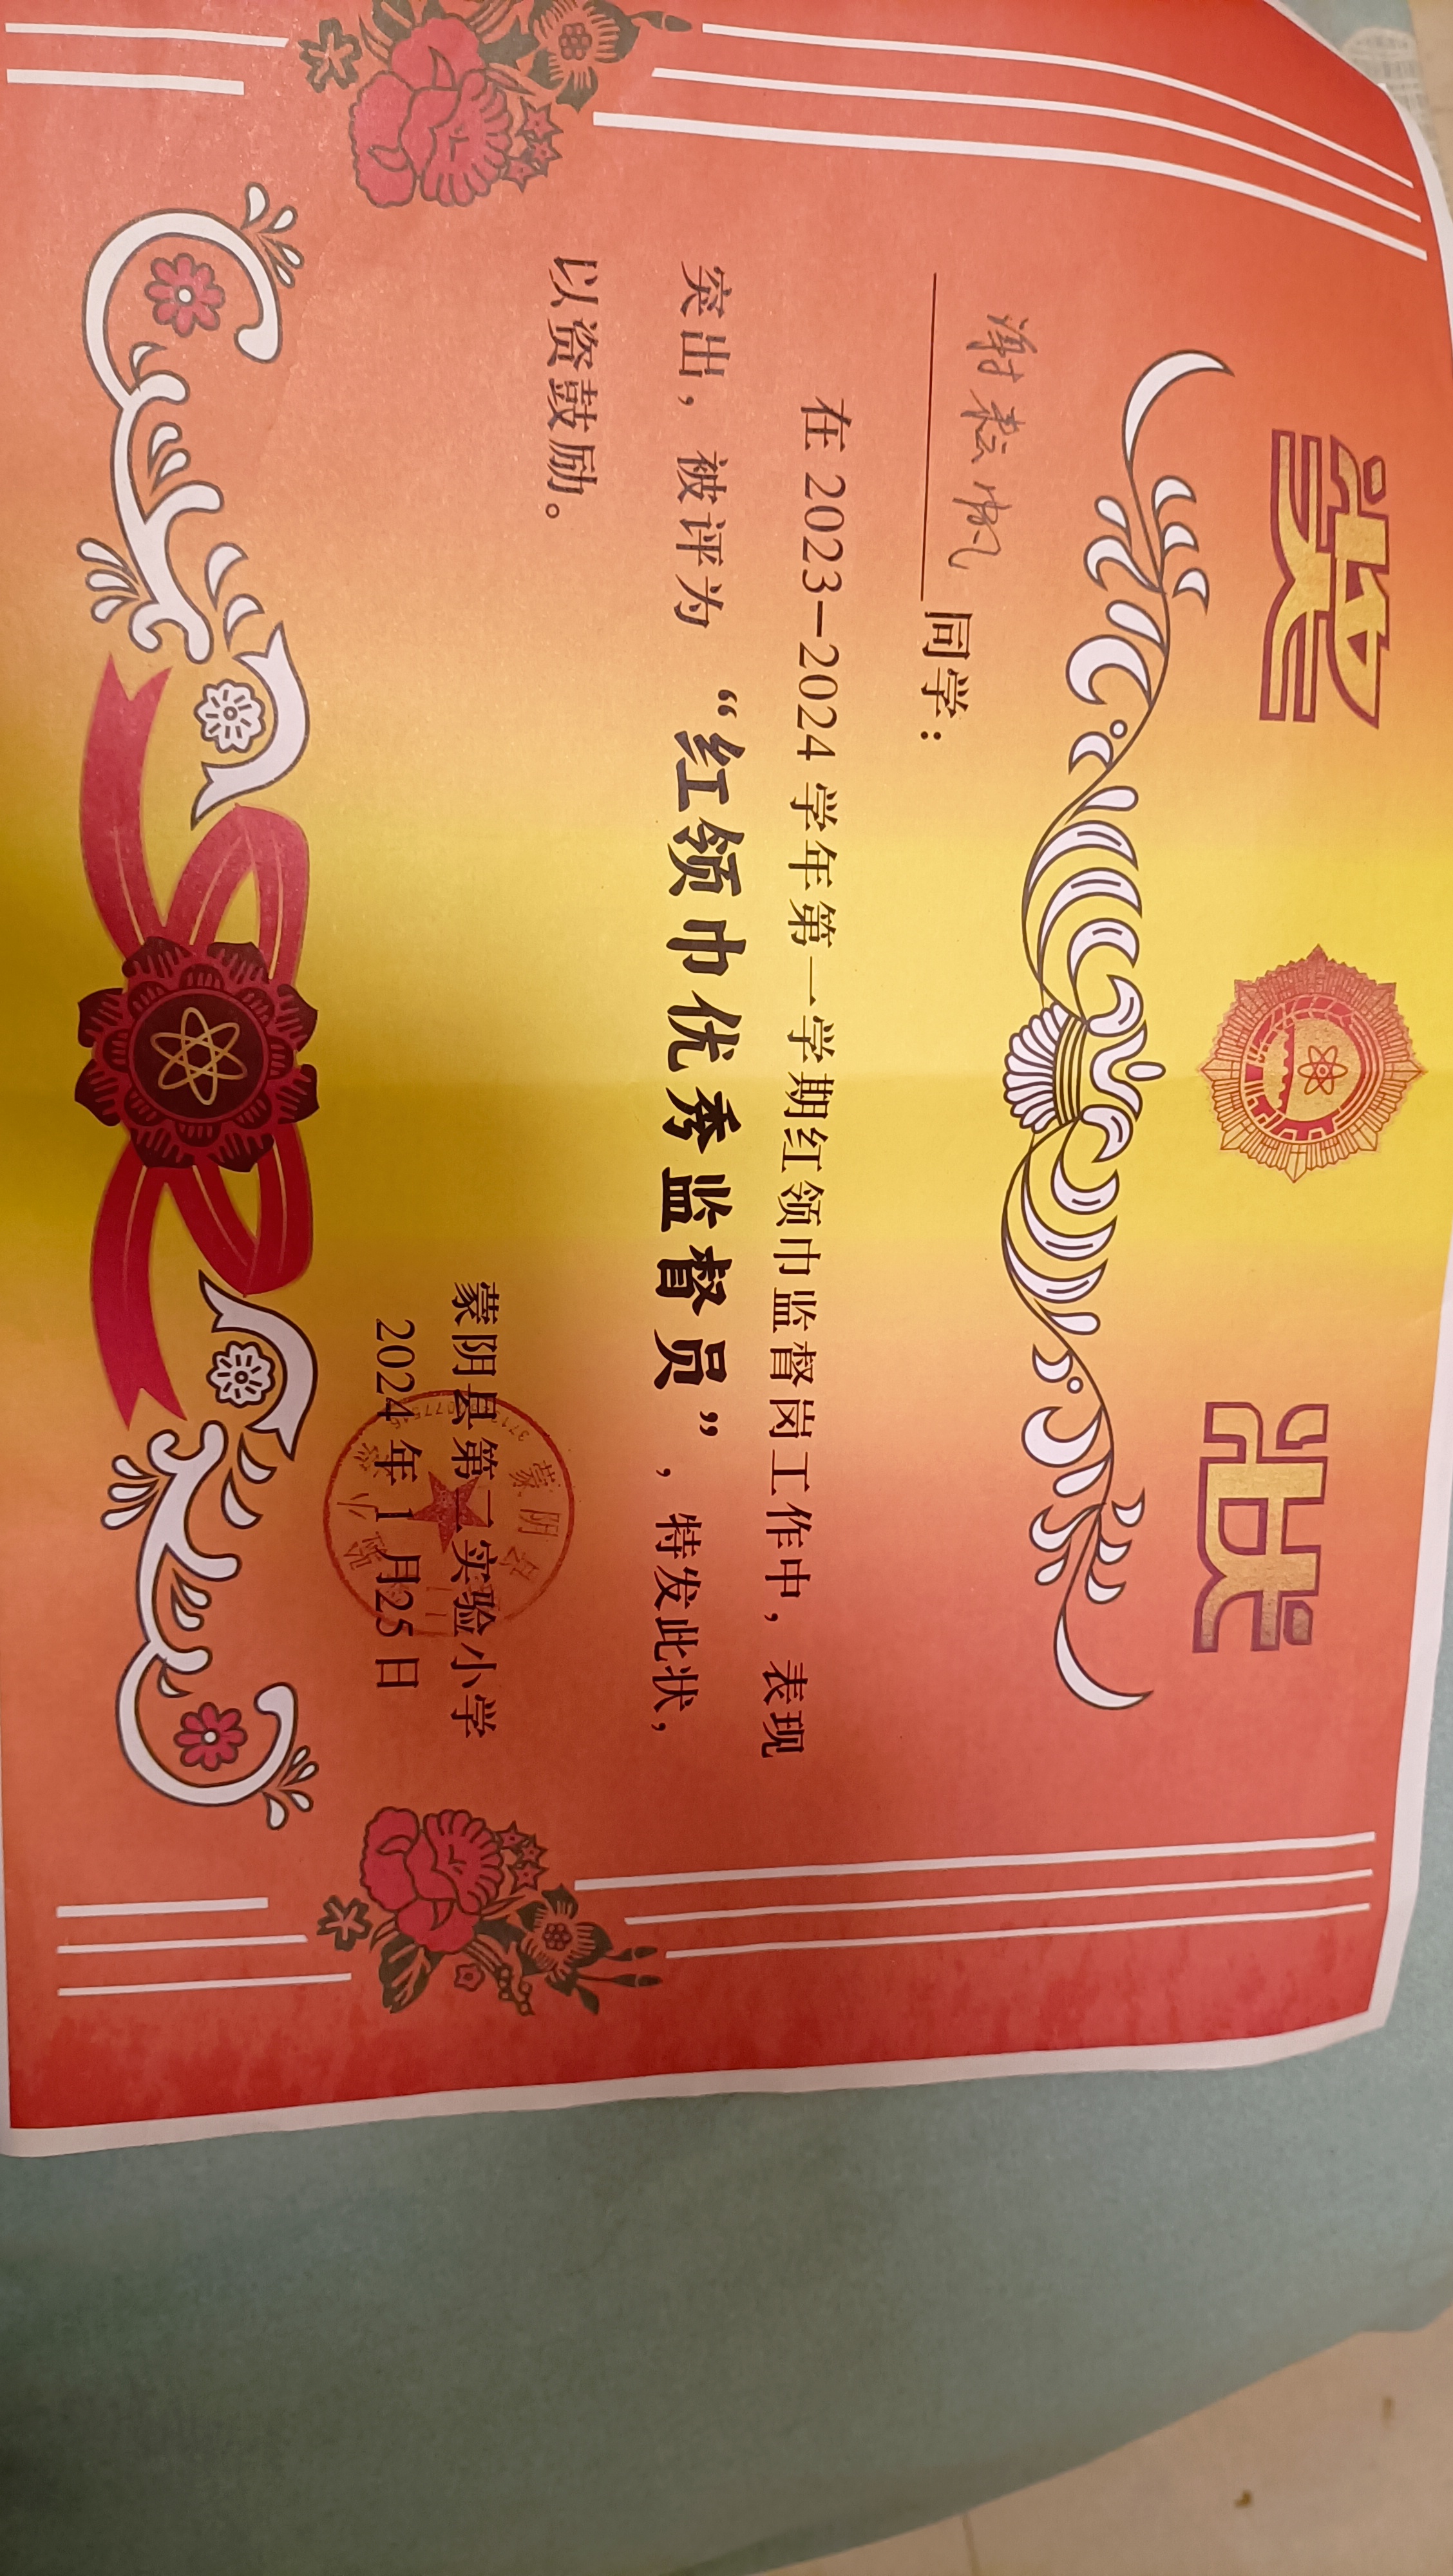 奖 状
谢耘帆同学：
在2023—2024学年第一学期红领巾监督岗工作中，表现
突出，被评为“红领巾优秀监督员”，特发此状，
以资鼓励。
蒙阴县第二实验小学
2024年1月25日